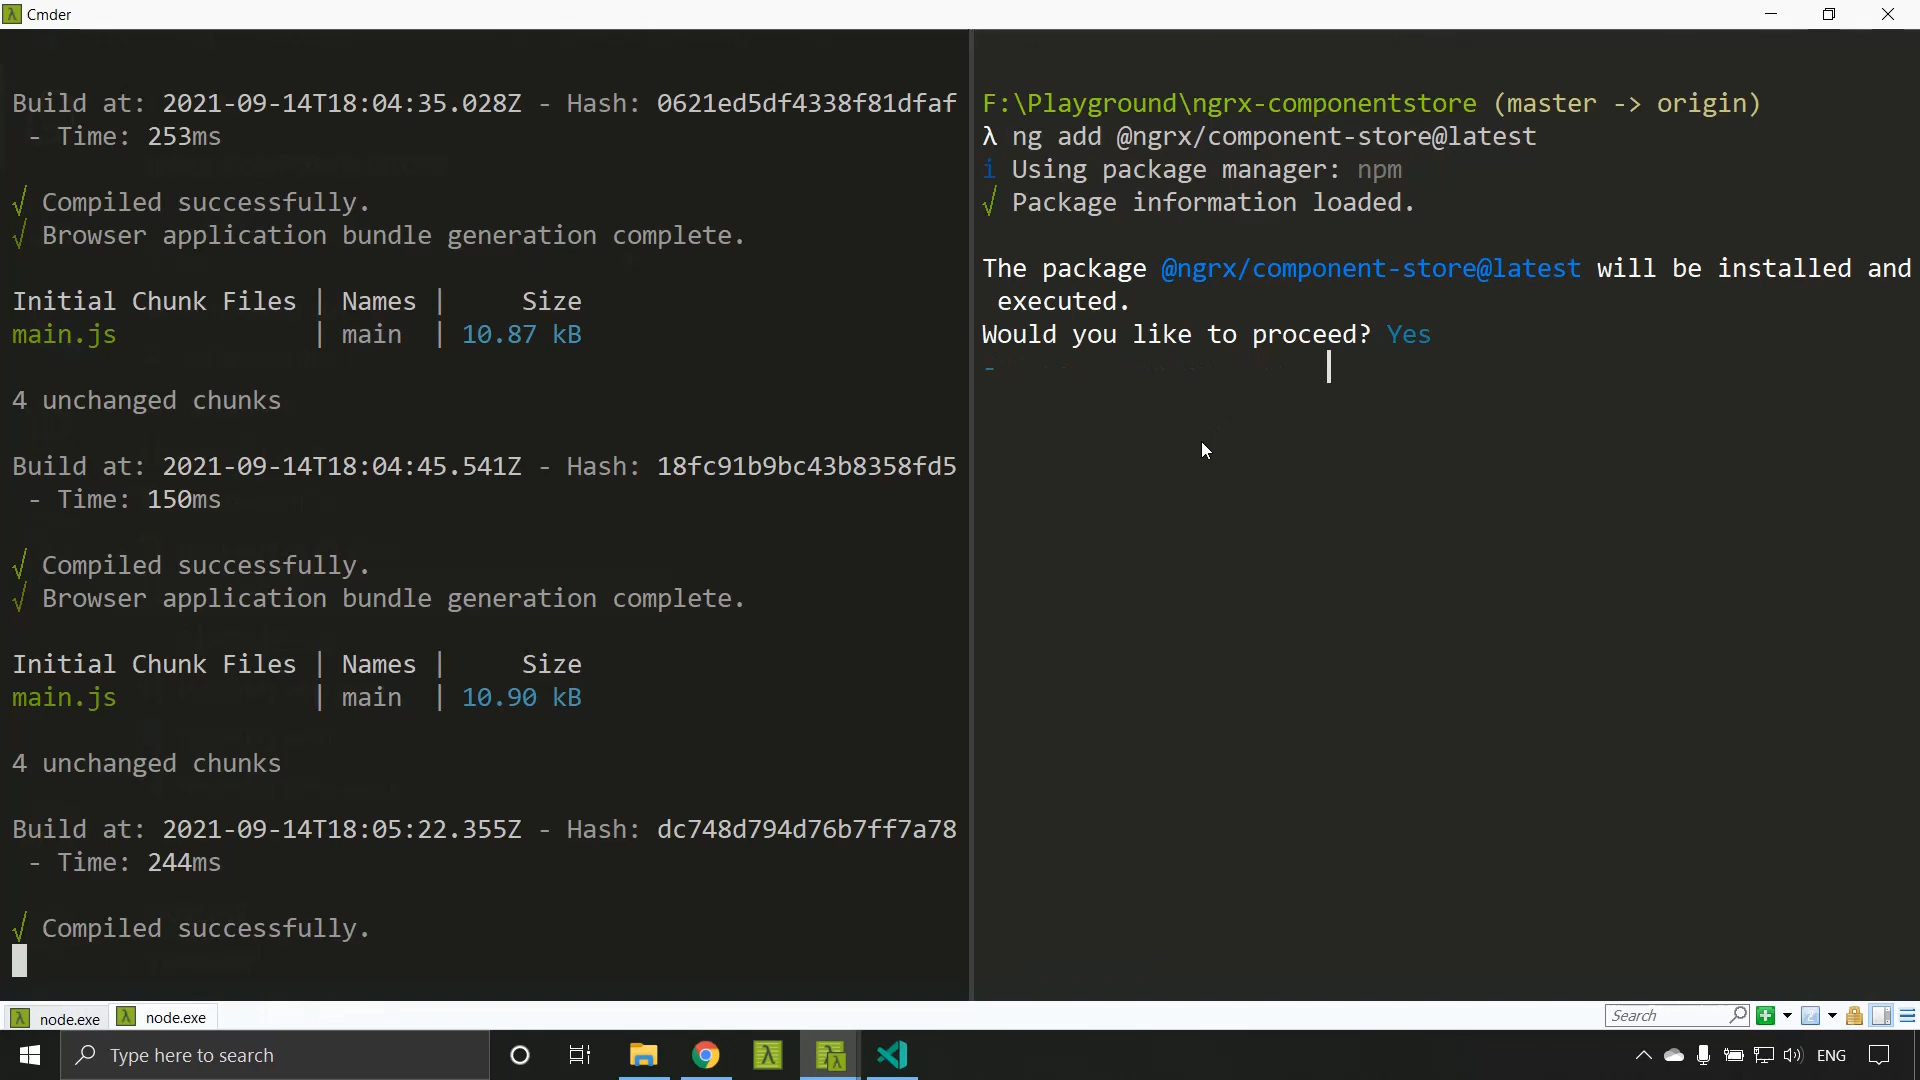 Cmder
Build at: 2021-09-14T18:04:35.028Z - Hash: 0621ed5df4338f81dfaf
- Time: 253ms
√ Compiled successfully.
√ Browser application bundle generation complete.
Initial Chunk Files | Names | Size
main.js | main | 10.87 kB
4 unchanged chunks
Build at: 2021-09-14T18:04:45.541Z - Hash: 18fc91b9bc43b8358fd5
- Time: 150ms
√ Compiled successfully.
√ Browser application bundle generation complete.
Initial Chunk Files | Names | Size
main.js | main | 10.90 kB
4 unchanged chunks
Build at: 2021-09-14T18:05:22.355Z - Hash: dc748d794d76b7ff7a78
- Time: 244ms
√ Compiled successfully.
F:\Playground\ngrx-componentstore (master -> origin)
λ ng add @ngrx/component-store@latest
i Using package manager: npm
√ Package information loaded.
The package @ngrx/component-store@latest will be installed and
executed.
Would you like to proceed? Yes
-
node.exe
node.exe
Search
Type here to search
ENG